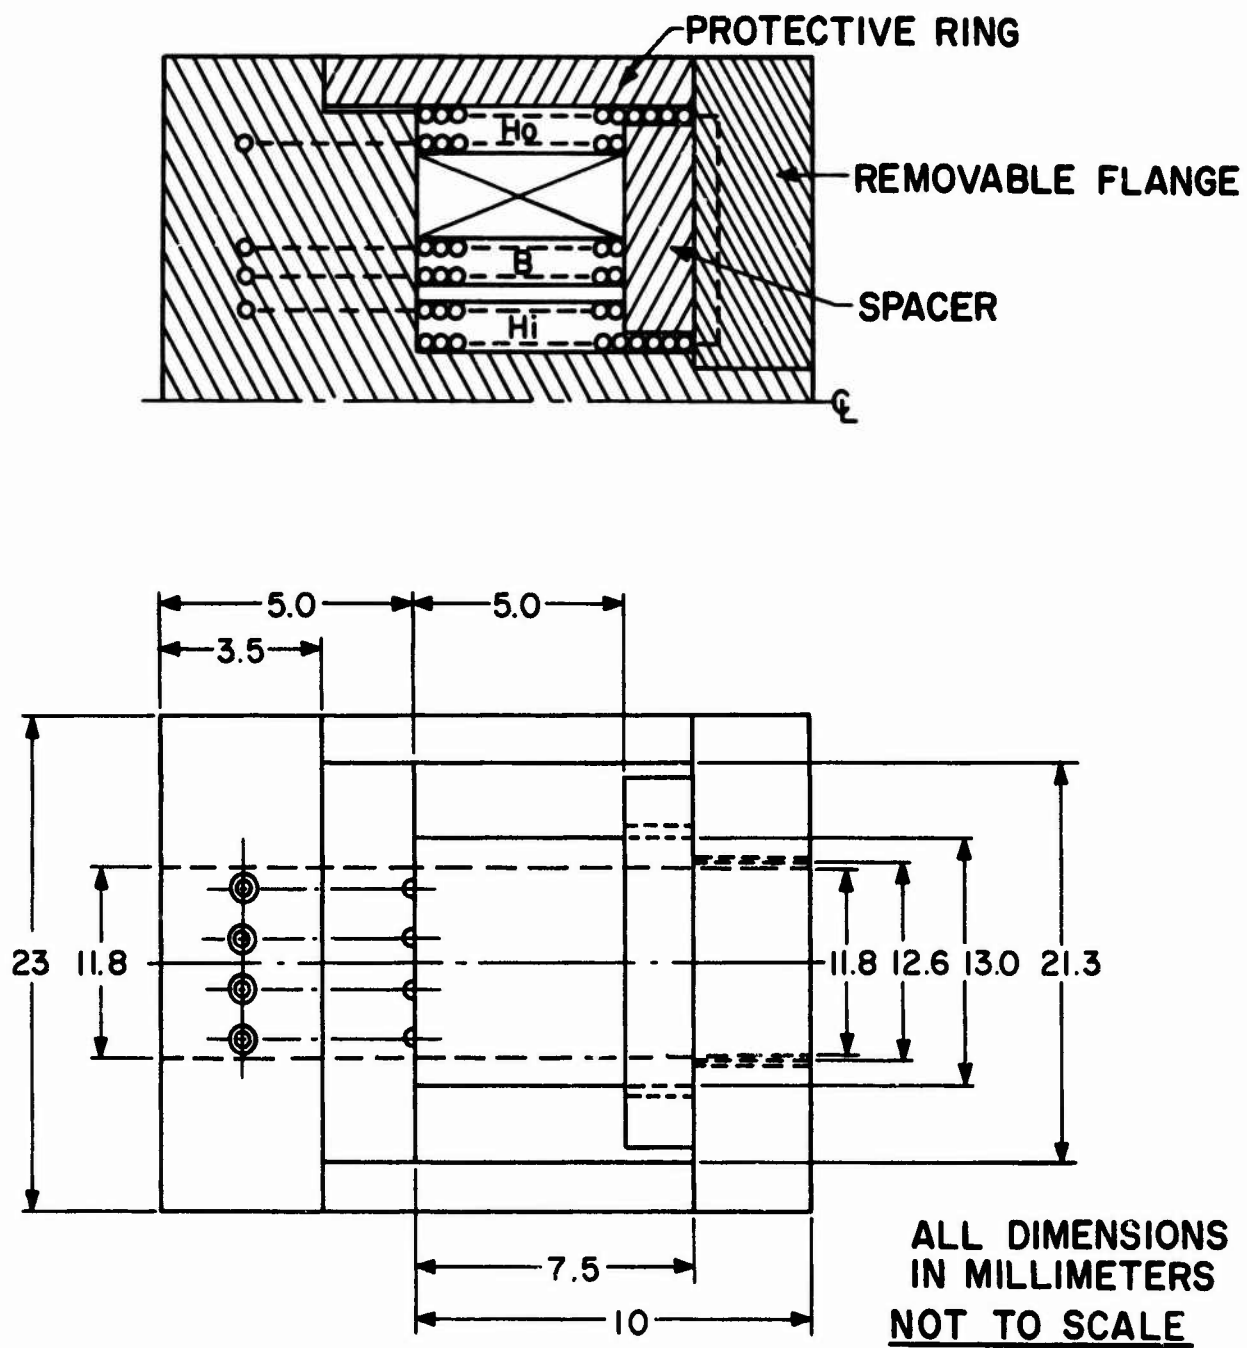 PROTECTIVE RING
Ho
REMOVABLE FLANGE
B
SPACER
Hi
℄
5.0 5.0
3.5
23 11.8 11.8 12.6 13.0 21.3
7.5
10
ALL DIMENSIONS
IN MILLIMETERS
NOT TO SCALE